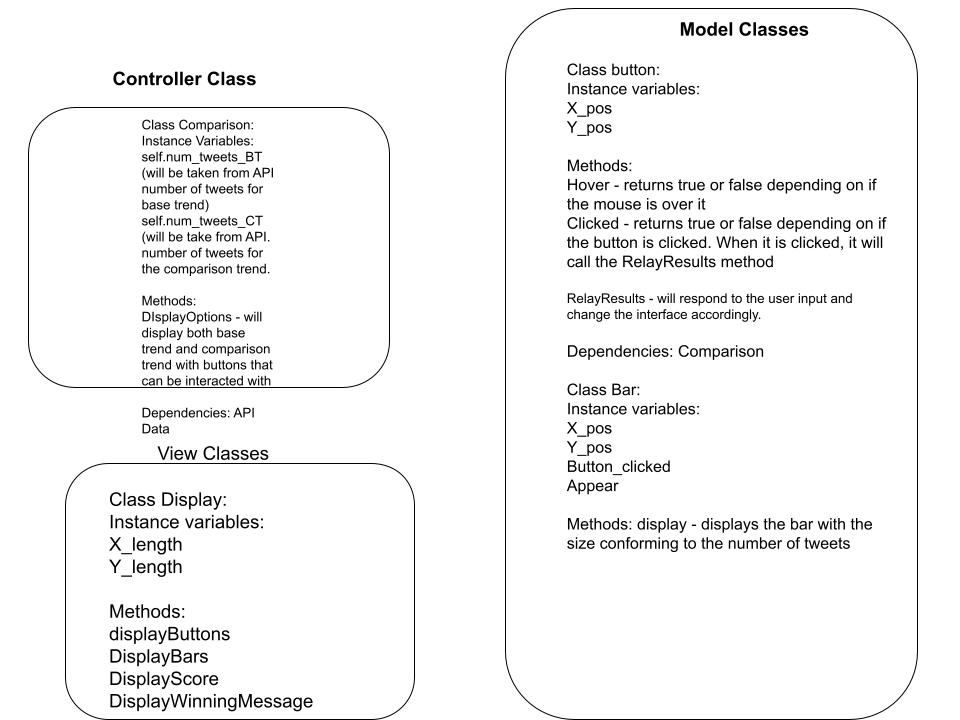 Controller Class
Class Comparison:
Instance Variables:
self.num_tweets_BT
(will be taken from API
number of tweets for
base trend)
self.num_tweets_CT
(will be take from API.
number of tweets for
the comparison trend.
Methods:
DIsplayOptions - will
display both base
trend and comparison
trend with buttons that
can be interacted with
Dependencies: API
Data
View Classes
Class Display:
Instance variables:
X_length
Y_length
Methods:
displayButtons
DisplayBars
DisplayScore
DisplayWinningMessage
Model Classes
Class button:
Instance variables:
X_pos
Y_pos
Methods:
Hover - returns true or false depending on if
the mouse is over it
Clicked - returns true or false depending on if
the button is clicked. When it is clicked, it will
call the RelayResults method
RelayResults - will respond to the user input and
change the interface accordingly.
Dependencies: Comparison
Class Bar:
Instance variables:
X_pos
Y_pos
Button_clicked
Appear
Methods: display - displays the bar with the
size conforming to the number of tweets